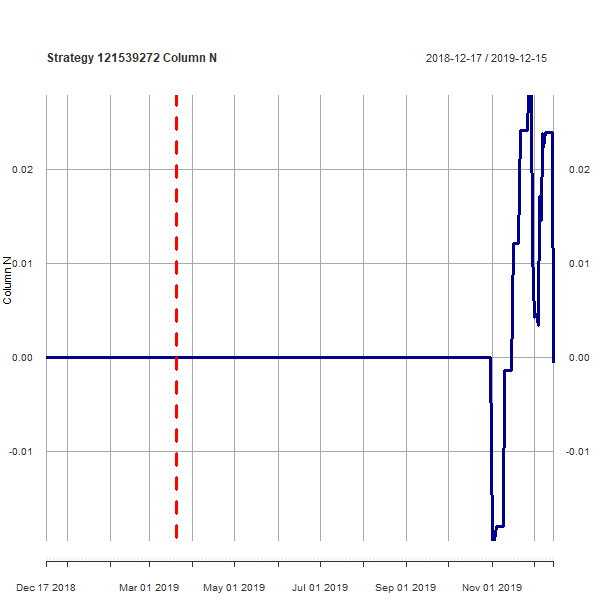 Strategy 121539272 Column N
2018-12-17 / 2019-12-15
0.02
0.02
0.01
0.01
Column N
0.00
0.00
-0.01
-0.01
Dec 17 2018
Mar 01 2019
May 01 2019
Jul 01 2019
Sep 01 2019
Nov 01 2019